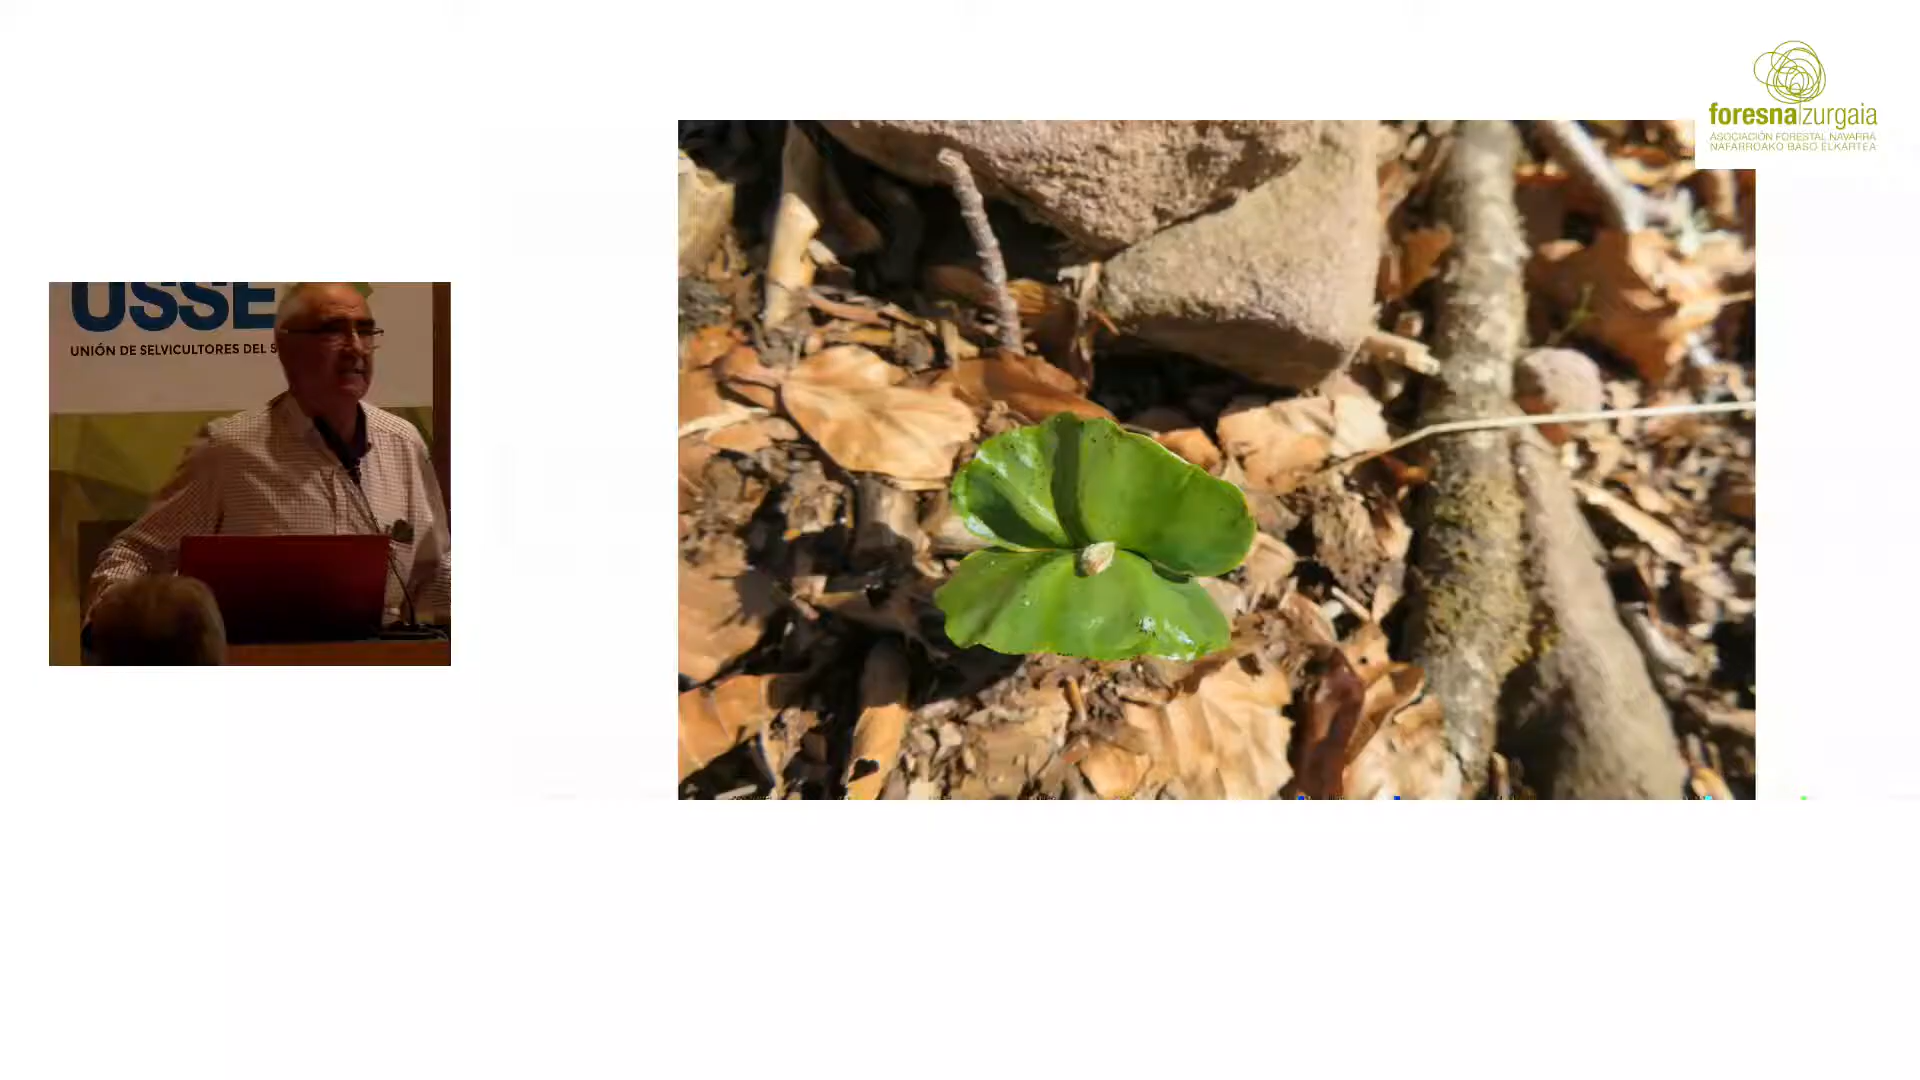 foresna zurgaia
ASOCIACIÓN FORESTAL NAVARRA
NAFARROAKO BASO ELKARTEA
USSE
UNIÓN DE SELVICULTORES DEL S